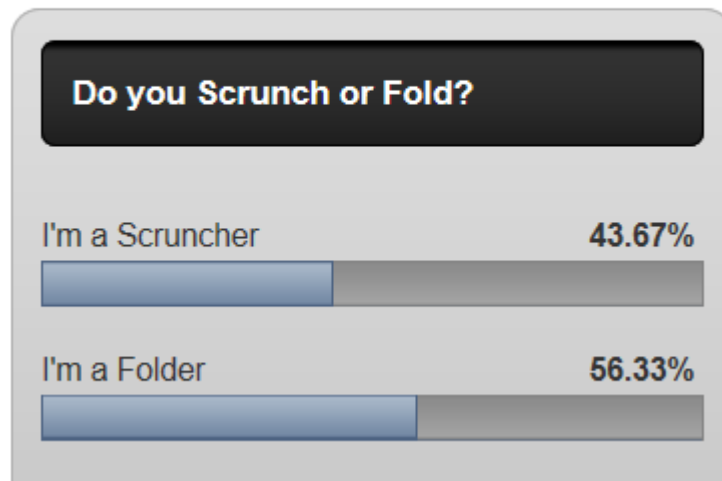 Do you Scrunch or Fold?
I'm a Scruncher 43.67%
I'm a Folder 56.33%